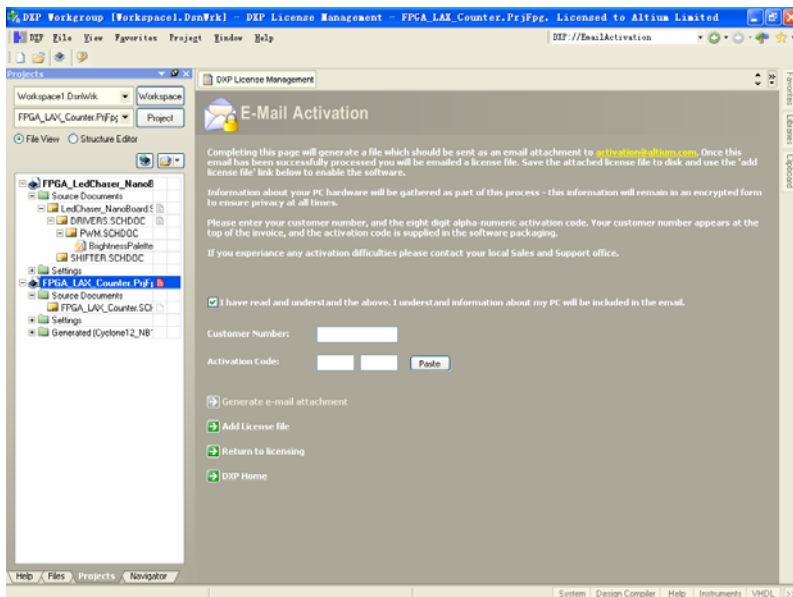 DXP Workgroup [Workspace1.DsnWrk] - DXP License Management - FPGA_LAX_Counter.PrjFpg. Licensed to Altium Limited
DXP File View Favorites Project Window Help
DXP://EmailActivation
Projects
Workspace1.DsnWrk Workspace
FPGA_LAX_Counter.PrjFpg Project
File View Structure Editor
FPGA_LedChaser_NanoB
Source Documents
LedChaser_NanoBoard.S
DRIVERS.SCHDOC
PWM.SCHDOC
BrightnessPalette
SHIFTER.SCHDOC
Settings
FPGA_LAX_Counter.PrjF
Source Documents
FPGA_LAX_Counter.SCH
Settings
Generated (Cyclone12_NB1
Help Files Projects Navigator
DXP License Management
E-Mail Activation
Completing this page will generate a file which should be sent as an email attachment to activation@altium.com. Once this
email has been successfully processed you will be emailed a license file. Save the attached license file to disk and use the 'add
license file' link below to enable the software.
Information about your PC hardware will be gathered as part of this process - this information will remain in an encrypted form
to ensure privacy at all times.
Please enter your customer number, and the eight digit alpha-numeric activation code. Your customer number appears at the
top of the invoice, and the activation code is supplied in the software packaging.
If you experiance any activation difficulties please contact your local Sales and Support office.
I have read and understand the above. I understand information about my PC will be included in the email.
Customer Number:
Activation Code: Paste
Generate e-mail attachment
Add License file
Return to licensing
DXP Home
Favorites
Libraries
Clipboard
System Design Compiler Help Instruments VHDL >>